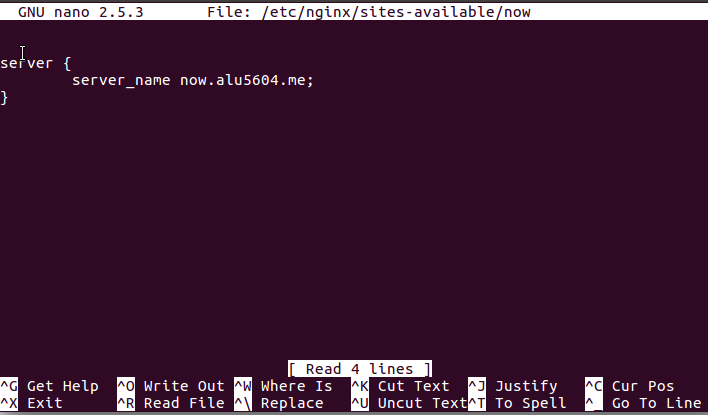 GNU nano 2.5.3 File: /etc/nginx/sites-available/now
server {
server_name now.alu5604.me;
}
[ Read 4 lines ]
^G Get Help ^O Write Out ^W Where Is ^K Cut Text ^J Justify ^C Cur Pos
^X Exit ^R Read File ^\ Replace ^U Uncut Text^T To Spell ^_ Go To Line